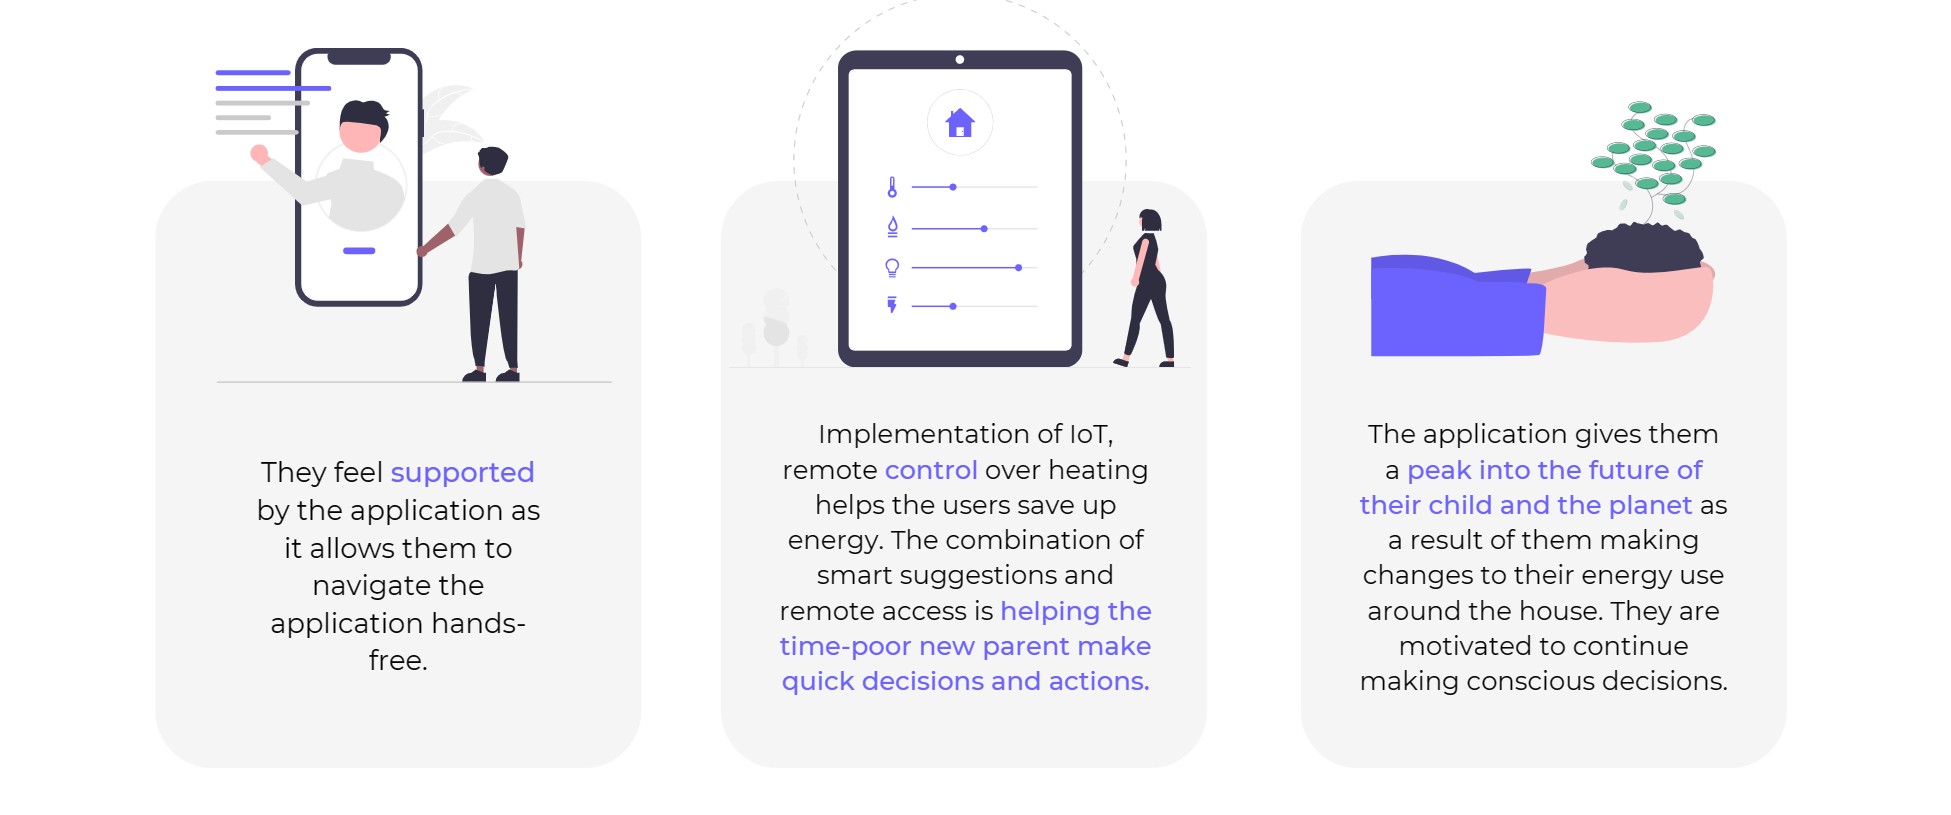 They feel supported
by the application as
it allows them to
navigate the
application hands-
free.
Implementation of IoT,
remote control over heating
helps the users save up
energy. The combination of
smart suggestions and
remote access is helping the
time-poor new parent make
quick decisions and actions.
The application gives them
a peak into the future of
their child and the planet as
a result of them making
changes to their energy use
around the house. They are
motivated to continue
making conscious decisions.